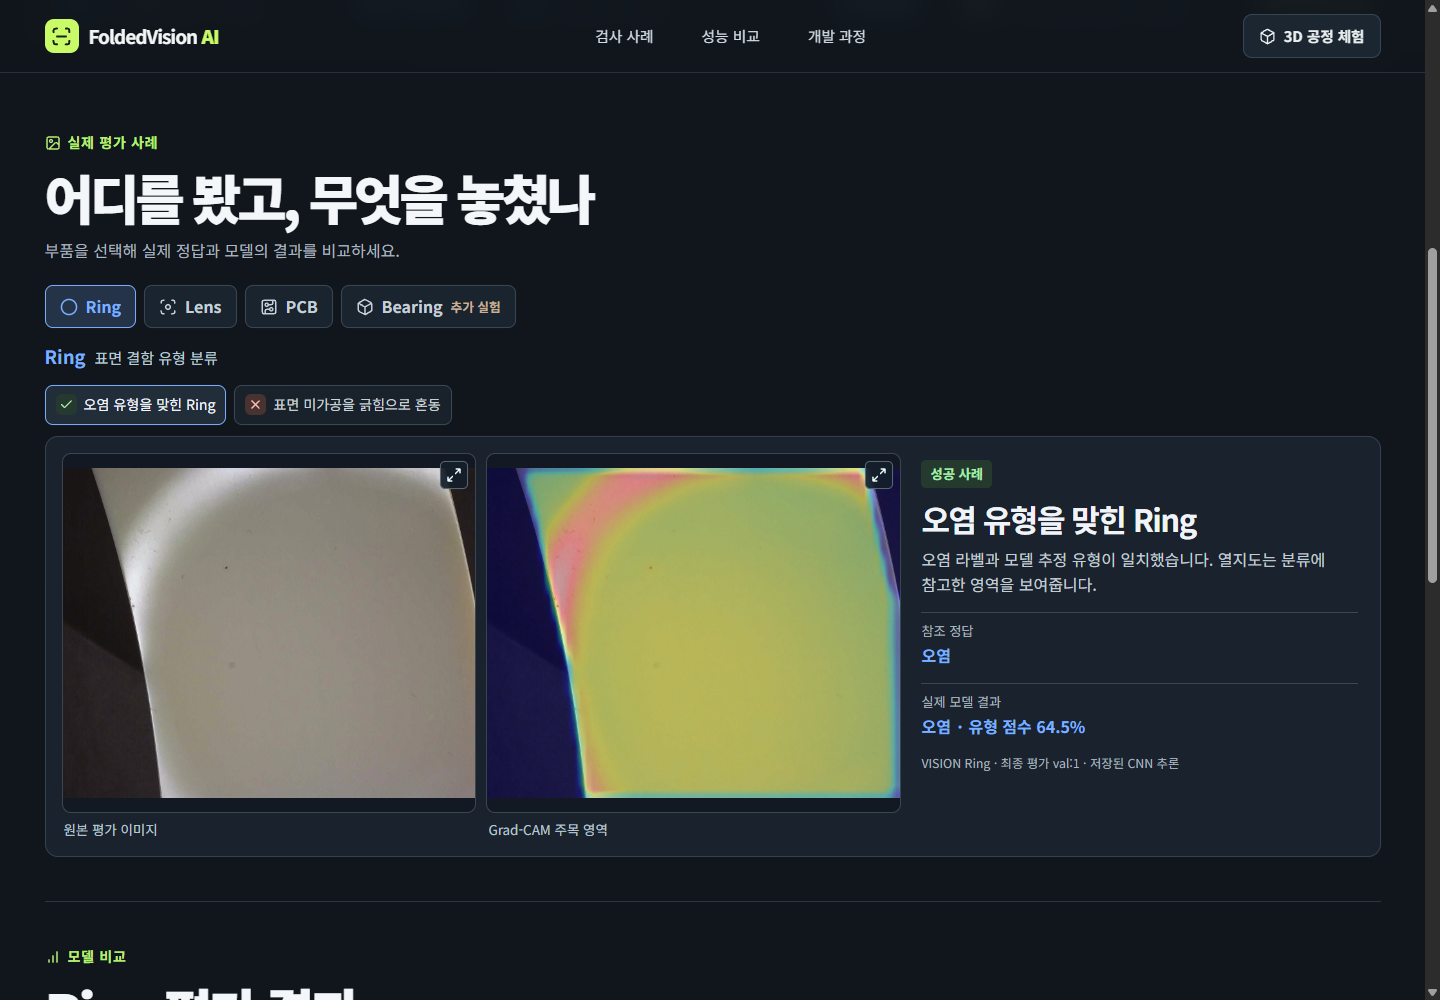 FoldedVision AI
검사 사례
성능 비교
개발 과정
3D 공정 체험
실제 평가 사례
어디를 봤고, 무엇을 놓쳤나
부품을 선택해 실제 정답과 모델의 결과를 비교하세요.
Ring
Lens
PCB
Bearing 추가 실험
Ring 표면 결함 유형 분류
오염 유형을 맞힌 Ring
표면 미가공을 긁힘으로 혼동
성공 사례
오염 유형을 맞힌 Ring
오염 라벨과 모델 추정 유형이 일치했습니다. 열지도는 분류에
참고한 영역을 보여줍니다.
참조 정답
오염
실제 모델 결과
오염 · 유형 점수 64.5%
VISION Ring · 최종 평가 val:1 · 저장된 CNN 추론
원본 평가 이미지
Grad-CAM 주목 영역
모델 비교
Ring 평가 결과